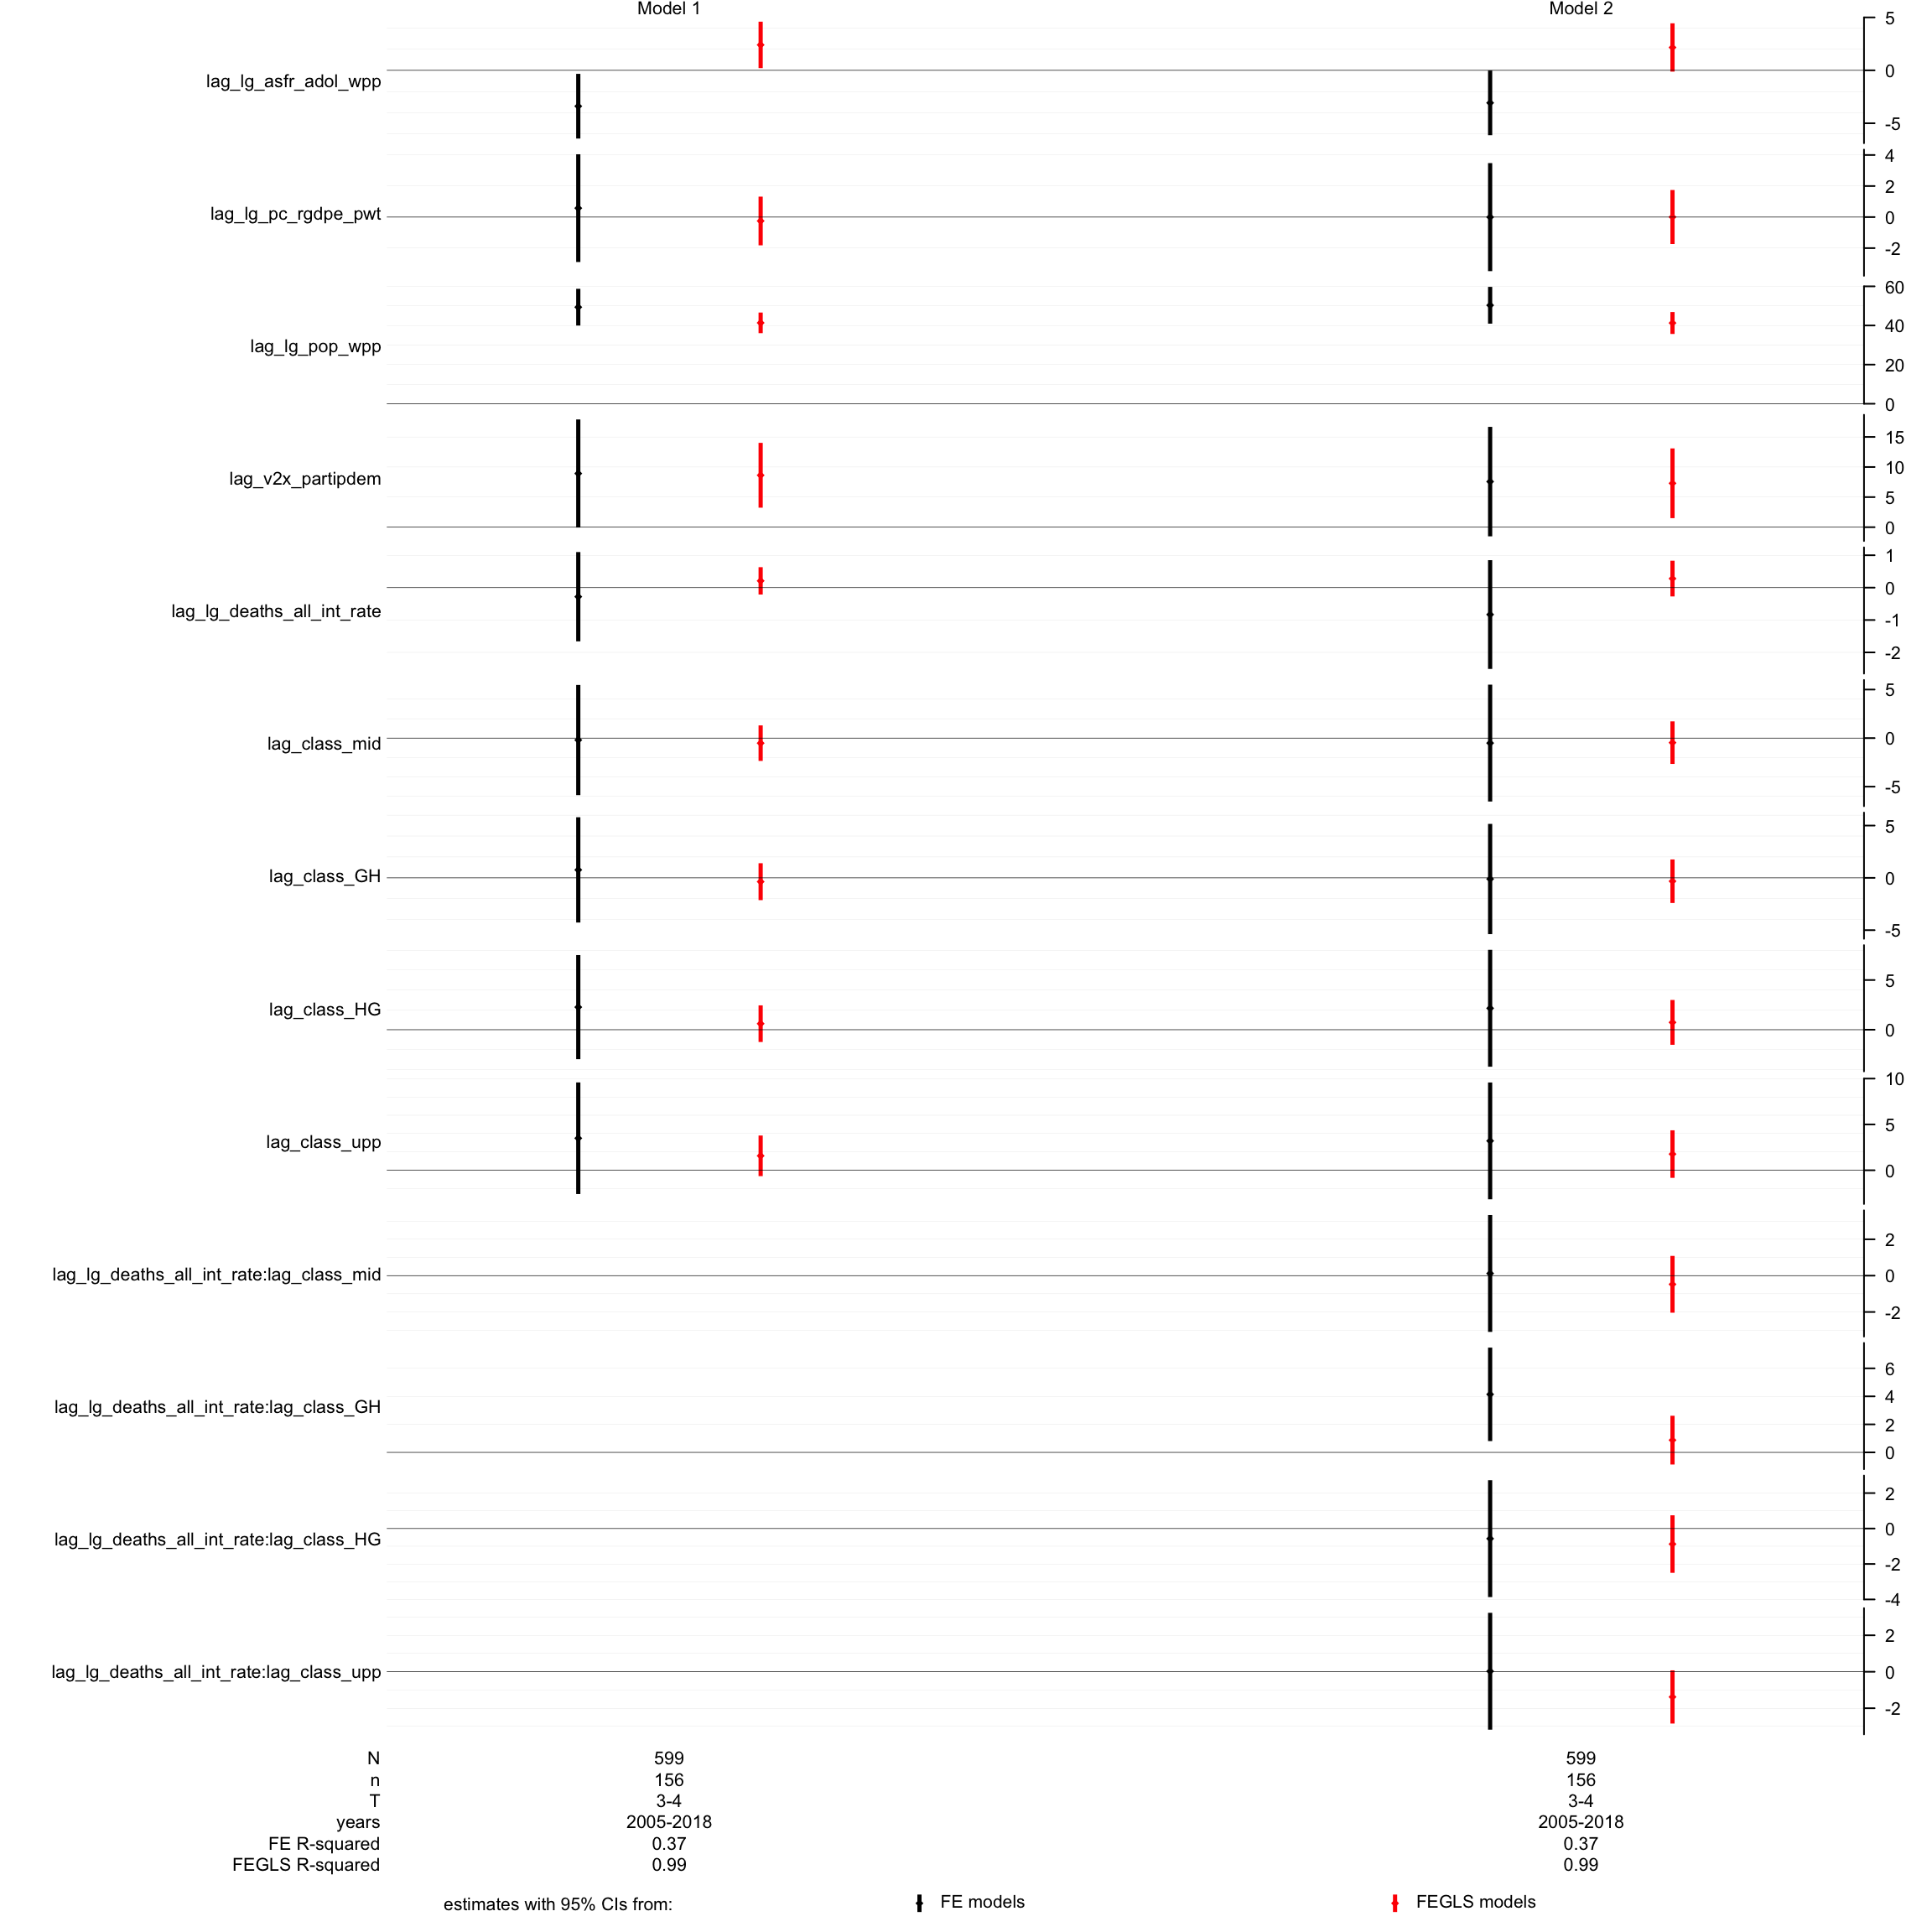 Model 1 Model 2
lag_lg_asfr_adol_wpp 5 0 -5
lag_lg_pc_rgdpe_pwt 4 2 0 -2
lag_lg_pop_wpp 60 40 20 0
lag_v2x_partipdem 15 10 5 0
lag_lg_deaths_all_int_rate 1 0 -1 -2
lag_class_mid 5 0 -5
lag_class_GH 5 0 -5
lag_class_HG 5 0
lag_class_upp 10 5 0
lag_lg_deaths_all_int_rate:lag_class_mid 2 0 -2
lag_lg_deaths_all_int_rate:lag_class_GH 6 4 2 0
lag_lg_deaths_all_int_rate:lag_class_HG 2 0 -2 -4
lag_lg_deaths_all_int_rate:lag_class_upp 2 0 -2
N 599 599
n 156 156
T 3-4 3-4
years 2005-2018 2005-2018
FE R-squared 0.37 0.37
FEGLS R-squared 0.99 0.99
estimates with 95% CIs from: FE models FEGLS models